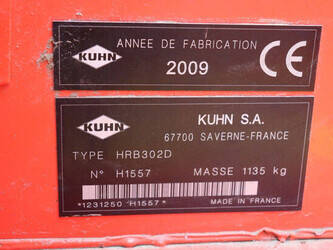 KUHN
ANNEE DE FABRICATION
2009
CE
KUHN
KUHN S.A.
67700 SAVERNE-FRANCE
TYPE HRB302D
N° H1557 MASSE 1135 kg
*1231250 H1557*
MADE IN FRANCE